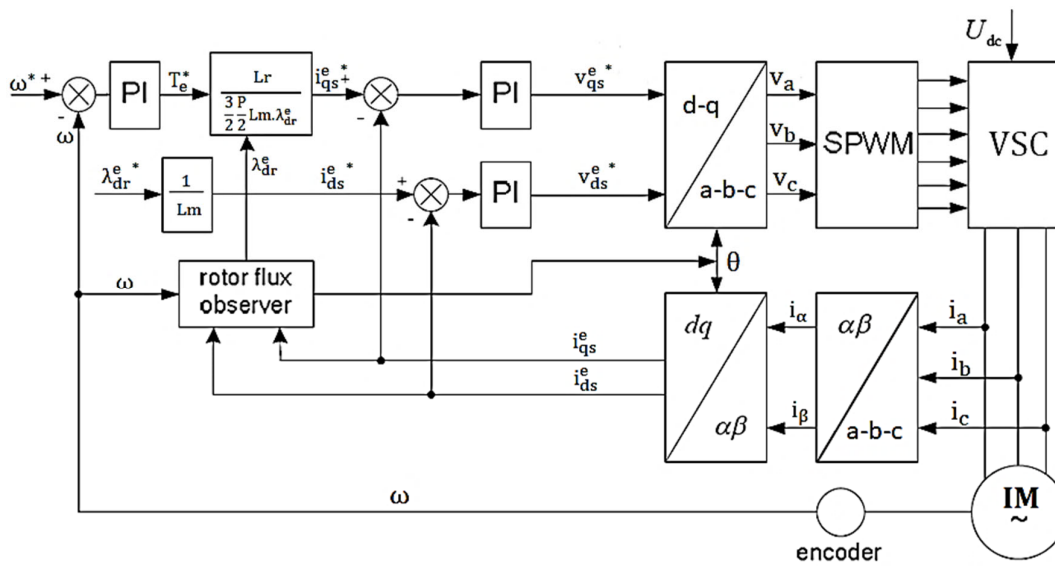 U_dc
ω* +
-
ω
PI
T_e^*
Lr
3/2 P/2 Lm.λ_dr^e
i_qs^e*
+
-
PI
v_qs^e*
d-q
a-b-c
v_a
v_b
v_c
SPWM
VSC
λ_dr^e*
1
Lm
λ_dr^e
i_ds^e*
+
-
PI
v_ds^e*
ω
rotor flux
observer
θ
dq
αβ
i_α
i_β
αβ
a-b-c
i_a
i_b
i_c
i_qs^e
i_ds^e
ω
encoder
IM
~